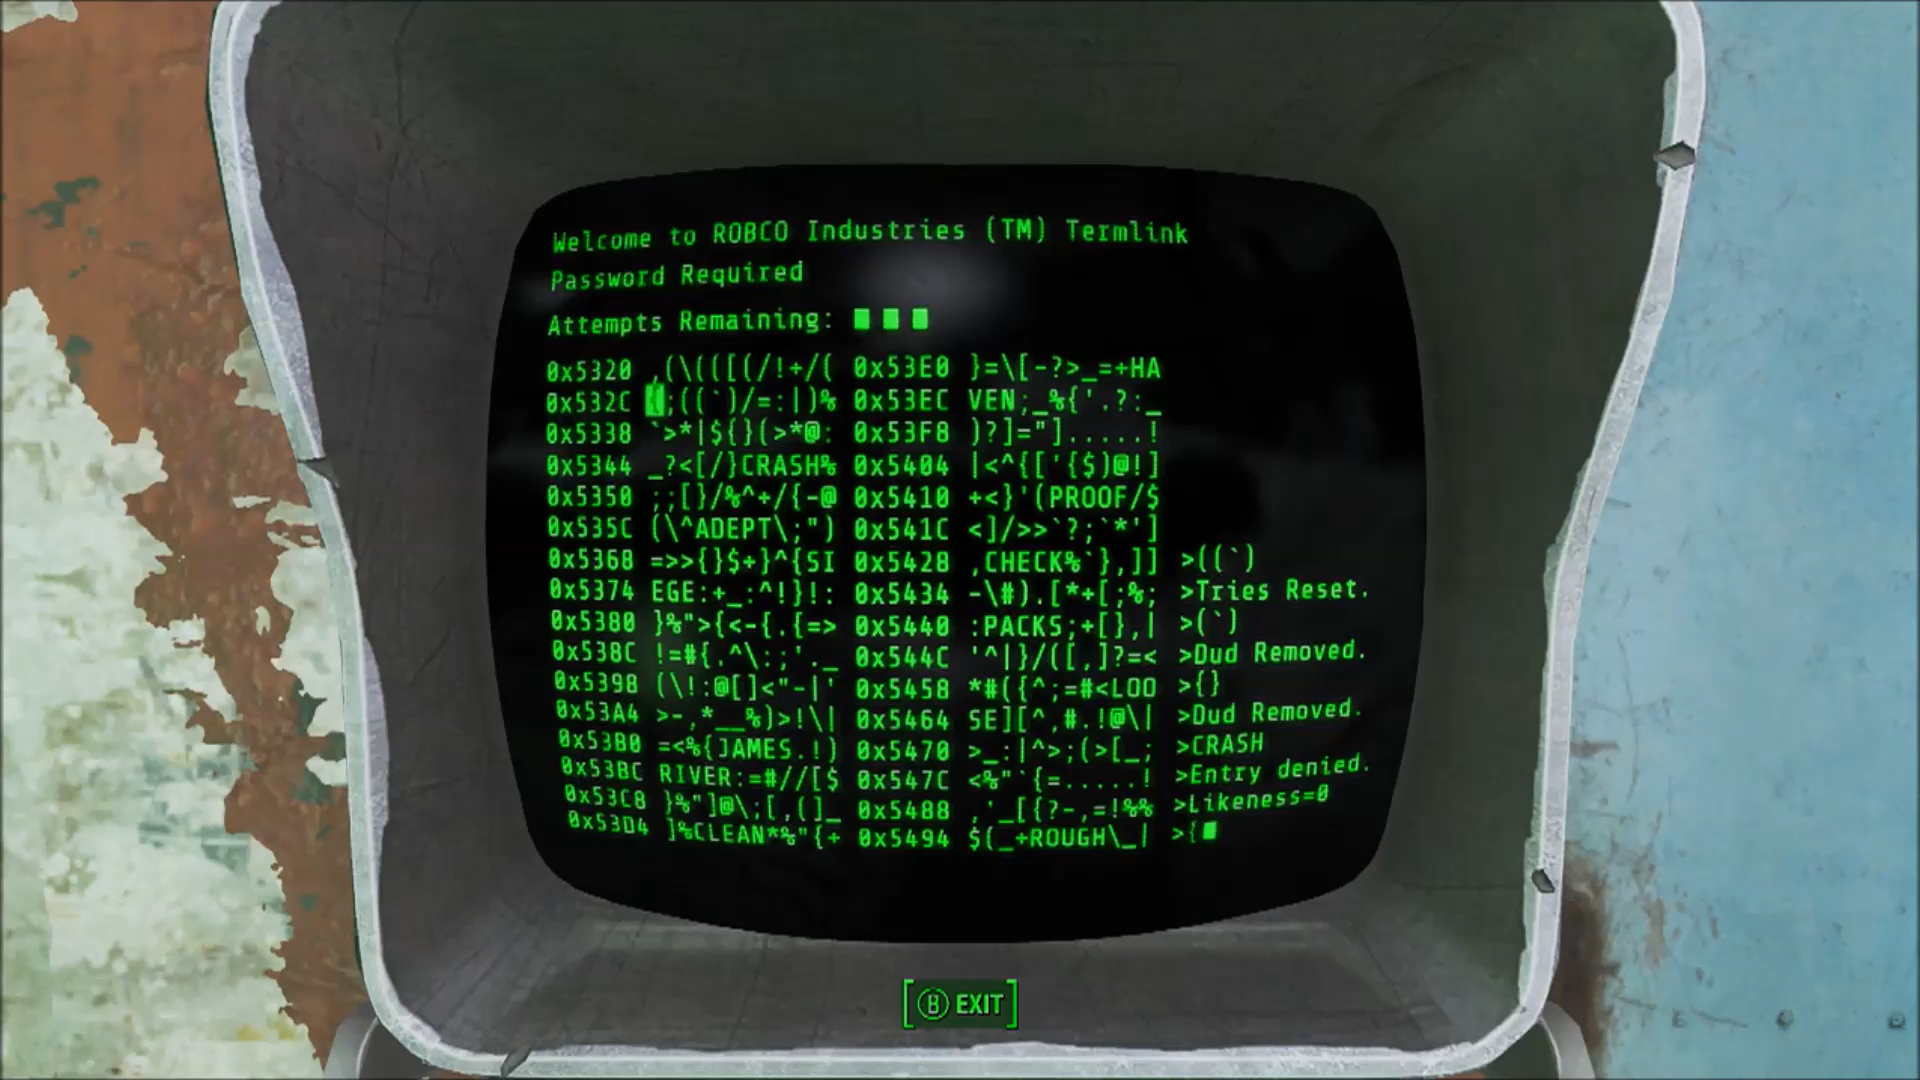 Welcome to ROBCO Industries (TM) Termlink
Password Required
Attempts Remaining: ■ ■ ■
0x5320 ,(\(([(/!+/( 0x53E0 }=\[-?>_=+HA
0x532C {;((`)/=:|)% 0x53EC VEN;_%{'.?:_
0x5338 `>*|${}(>*@: 0x53F8 )?]="].....!
0x5344 _?<[/}CRASH% 0x5404 |<^{['{$)@!]
0x5350 ;;[}/%^+/{-@ 0x5410 +<}'(PROOF/$
0x535C (\^ADEPT\;") 0x541C <]/>>`?;`*']
0x5368 =>>{}$+}^{SI 0x5428 ,CHECK%`},]] >((`)
0x5374 EGE:+_:^!}!: 0x5434 -\#).[*+[;%; >Tries Reset.
0x5380 }%">{<-{.{=> 0x5440 :PACKS;+[},| >(`)
0x538C !=#{.^\:;'._ 0x544C '^|}/([,]?=< >Dud Removed.
0x5398 (\!:@[]<"-|' 0x5458 *#({^;=#<LOO >{}
0x53A4 >-,*__%)>!\| 0x5464 SE][^,#.!@\| >Dud Removed.
0x53B0 =<%{JAMES.!) 0x5470 >_:|^>;(>[_; >CRASH
0x53BC RIVER:=#//[$ 0x547C <%"`{=.....! >Entry denied.
0x53C8 }%"]@\;[,(]_ 0x5488 ,'_[{?-,=!%% >Likeness=0
0x53D4 ]%CLEAN*%"{+ 0x5494 $(_+ROUGH\_| >{■
[Ⓑ EXIT]